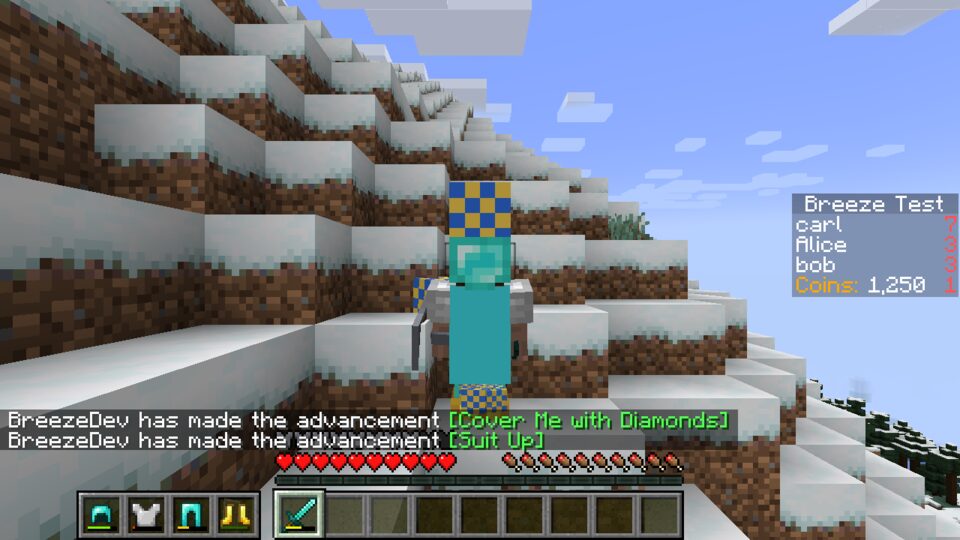 Breeze Test
carl 7
Alice 3
bob 3
Coins: 1,250 1
BreezeDev has made the advancement [Cover Me with Diamonds]
BreezeDev has made the advancement [Suit Up]